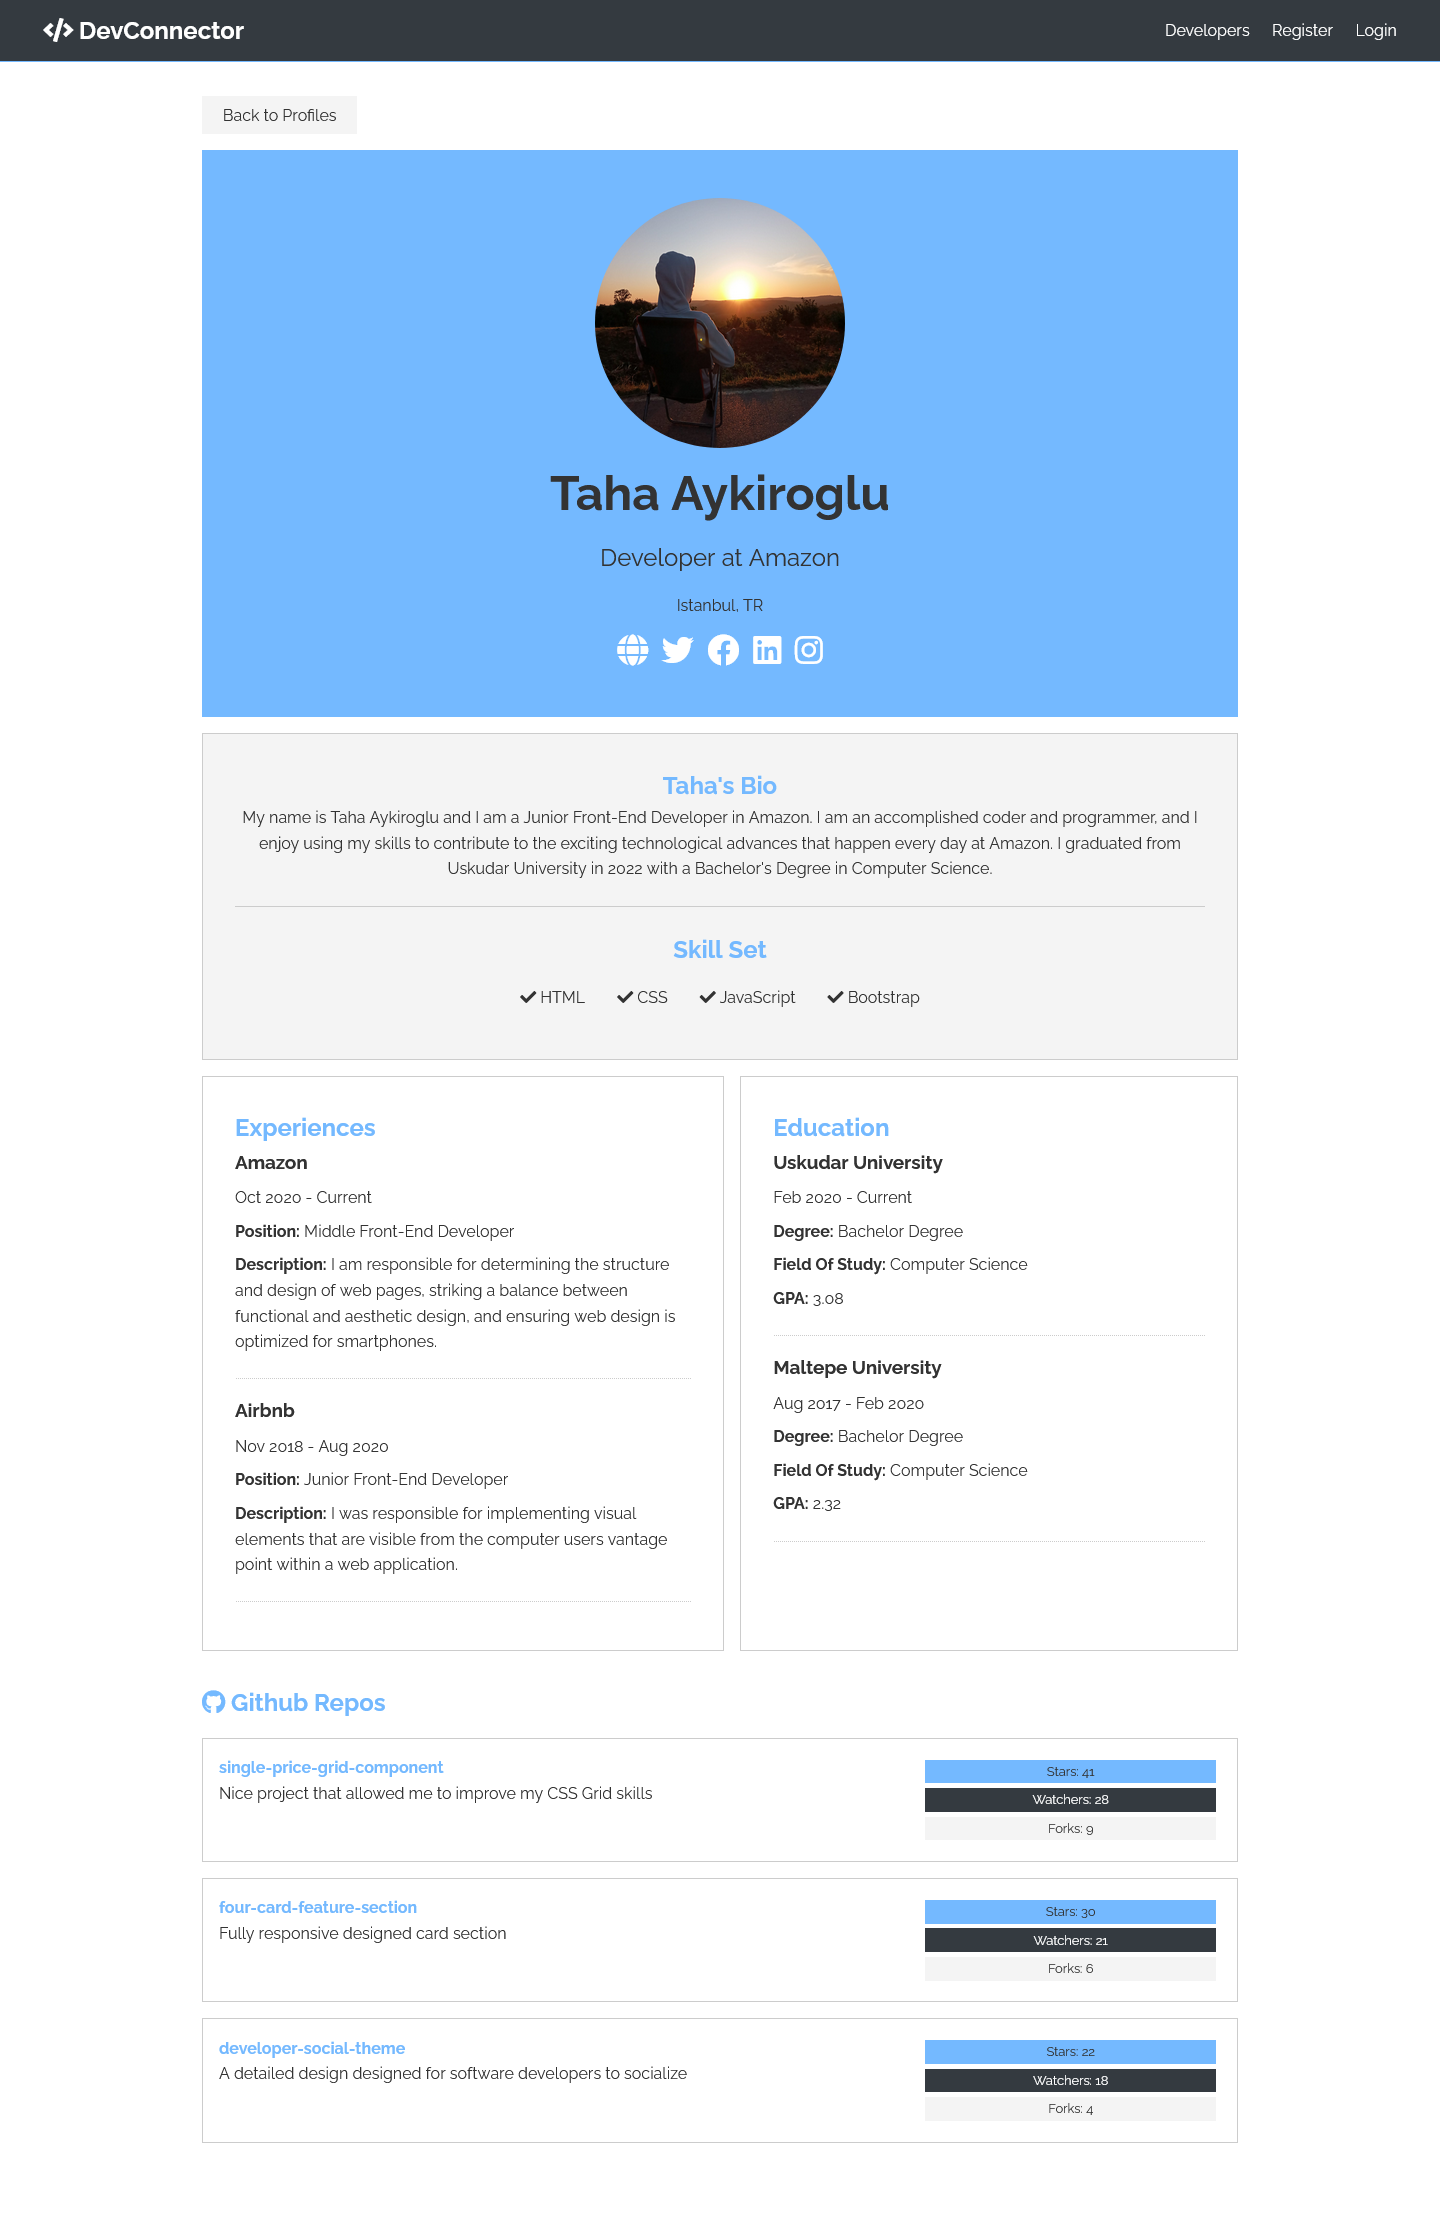 DevConnector
Developers Register Login
Back to Profiles
Taha Aykiroglu
Developer at Amazon
Istanbul, TR
Taha's Bio
My name is Taha Aykiroglu and I am a Junior Front-End Developer in Amazon. I am an accomplished coder and programmer, and I
enjoy using my skills to contribute to the exciting technological advances that happen every day at Amazon. I graduated from
Uskudar University in 2022 with a Bachelor's Degree in Computer Science.
Skill Set
HTML CSS JavaScript Bootstrap
Experiences
Amazon
Oct 2020 - Current
Position: Middle Front-End Developer
Description: I am responsible for determining the structure
and design of web pages, striking a balance between
functional and aesthetic design, and ensuring web design is
optimized for smartphones.
Airbnb
Nov 2018 - Aug 2020
Position: Junior Front-End Developer
Description: I was responsible for implementing visual
elements that are visible from the computer users vantage
point within a web application.
Education
Uskudar University
Feb 2020 - Current
Degree: Bachelor Degree
Field Of Study: Computer Science
GPA: 3.08
Maltepe University
Aug 2017 - Feb 2020
Degree: Bachelor Degree
Field Of Study: Computer Science
GPA: 2.32
Github Repos
single-price-grid-component
Nice project that allowed me to improve my CSS Grid skills
Stars: 41
Watchers: 28
Forks: 9
four-card-feature-section
Fully responsive designed card section
Stars: 30
Watchers: 21
Forks: 6
developer-social-theme
A detailed design designed for software developers to socialize
Stars: 22
Watchers: 18
Forks: 4